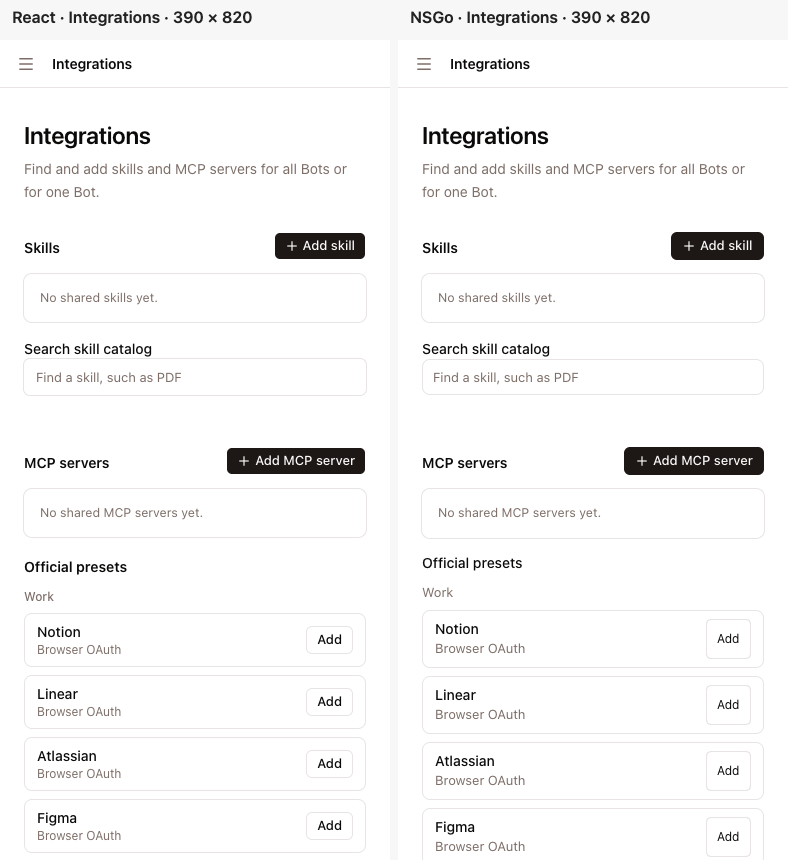 React · Integrations · 390 × 820
Integrations
Integrations
Find and add skills and MCP servers for all Bots or
for one Bot.
Skills
+ Add skill
No shared skills yet.
Search skill catalog
Find a skill, such as PDF
MCP servers
+ Add MCP server
No shared MCP servers yet.
Official presets
Work
Notion
Browser OAuth
Add
Linear
Browser OAuth
Add
Atlassian
Browser OAuth
Add
Figma
Browser OAuth
Add
NSGo · Integrations · 390 × 820
Integrations
Integrations
Find and add skills and MCP servers for all Bots or
for one Bot.
Skills
+ Add skill
No shared skills yet.
Search skill catalog
Find a skill, such as PDF
MCP servers
+ Add MCP server
No shared MCP servers yet.
Official presets
Work
Notion
Browser OAuth
Add
Linear
Browser OAuth
Add
Atlassian
Browser OAuth
Add
Figma
Browser OAuth
Add